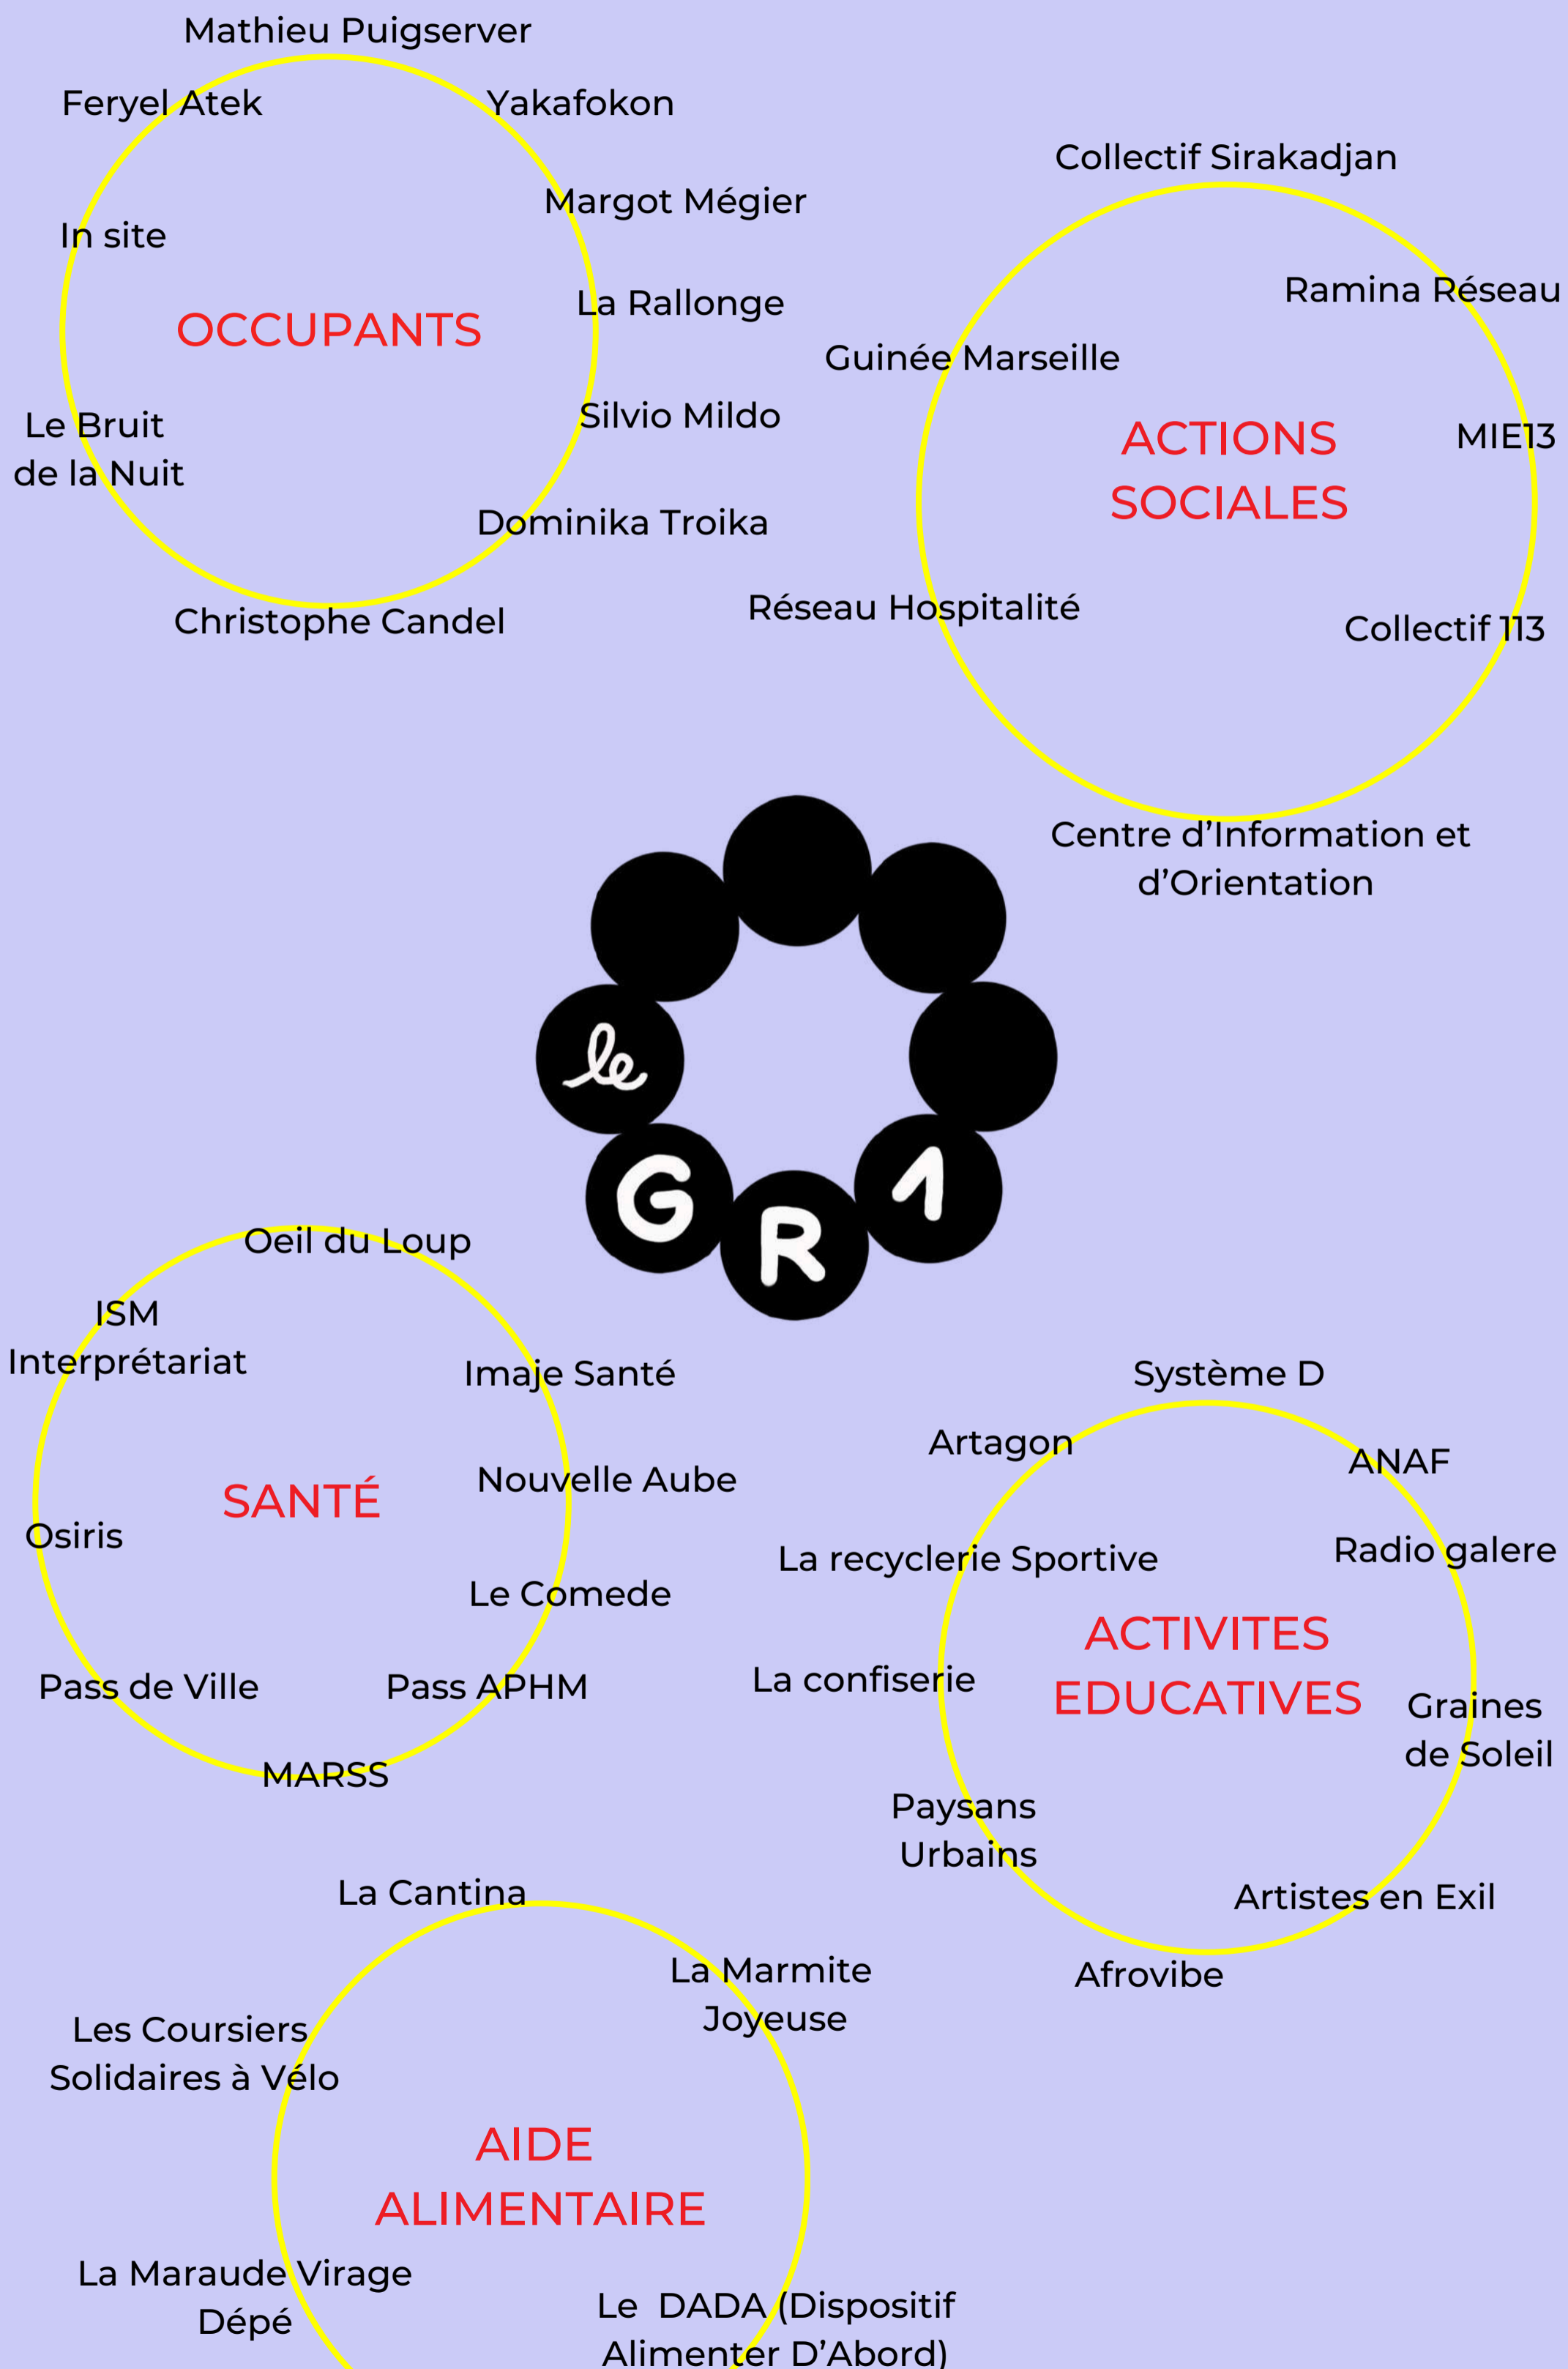 Mathieu Puigserver
Feryel Atek
Yakafokon
Margot Mégier
In site
La Rallonge
OCCUPANTS
Silvio Mildo
Le Bruit
de la Nuit
Dominika Troika
Christophe Candel
Collectif Sirakadjan
Ramina Réseau
Guinée Marseille
ACTIONS
SOCIALES
MIE13
Réseau Hospitalité
Collectif 113
Centre d’Information et
d’Orientation
le
G
R
1
Oeil du Loup
ISM
Interprétariat
Imaje Santé
Nouvelle Aube
SANTÉ
Osiris
Le Comede
Pass de Ville
Pass APHM
MARSS
Système D
Artagon
ANAF
Radio galere
La recyclerie Sportive
ACTIVITES
EDUCATIVES
La confiserie
Graines
de Soleil
Paysans
Urbains
Artistes en Exil
Afrovibe
La Cantina
La Marmite
Joyeuse
Les Coursiers
Solidaires à Vélo
AIDE
ALIMENTAIRE
La Maraude Virage
Dépé
Le DADA (Dispositif
Alimenter D’Abord)